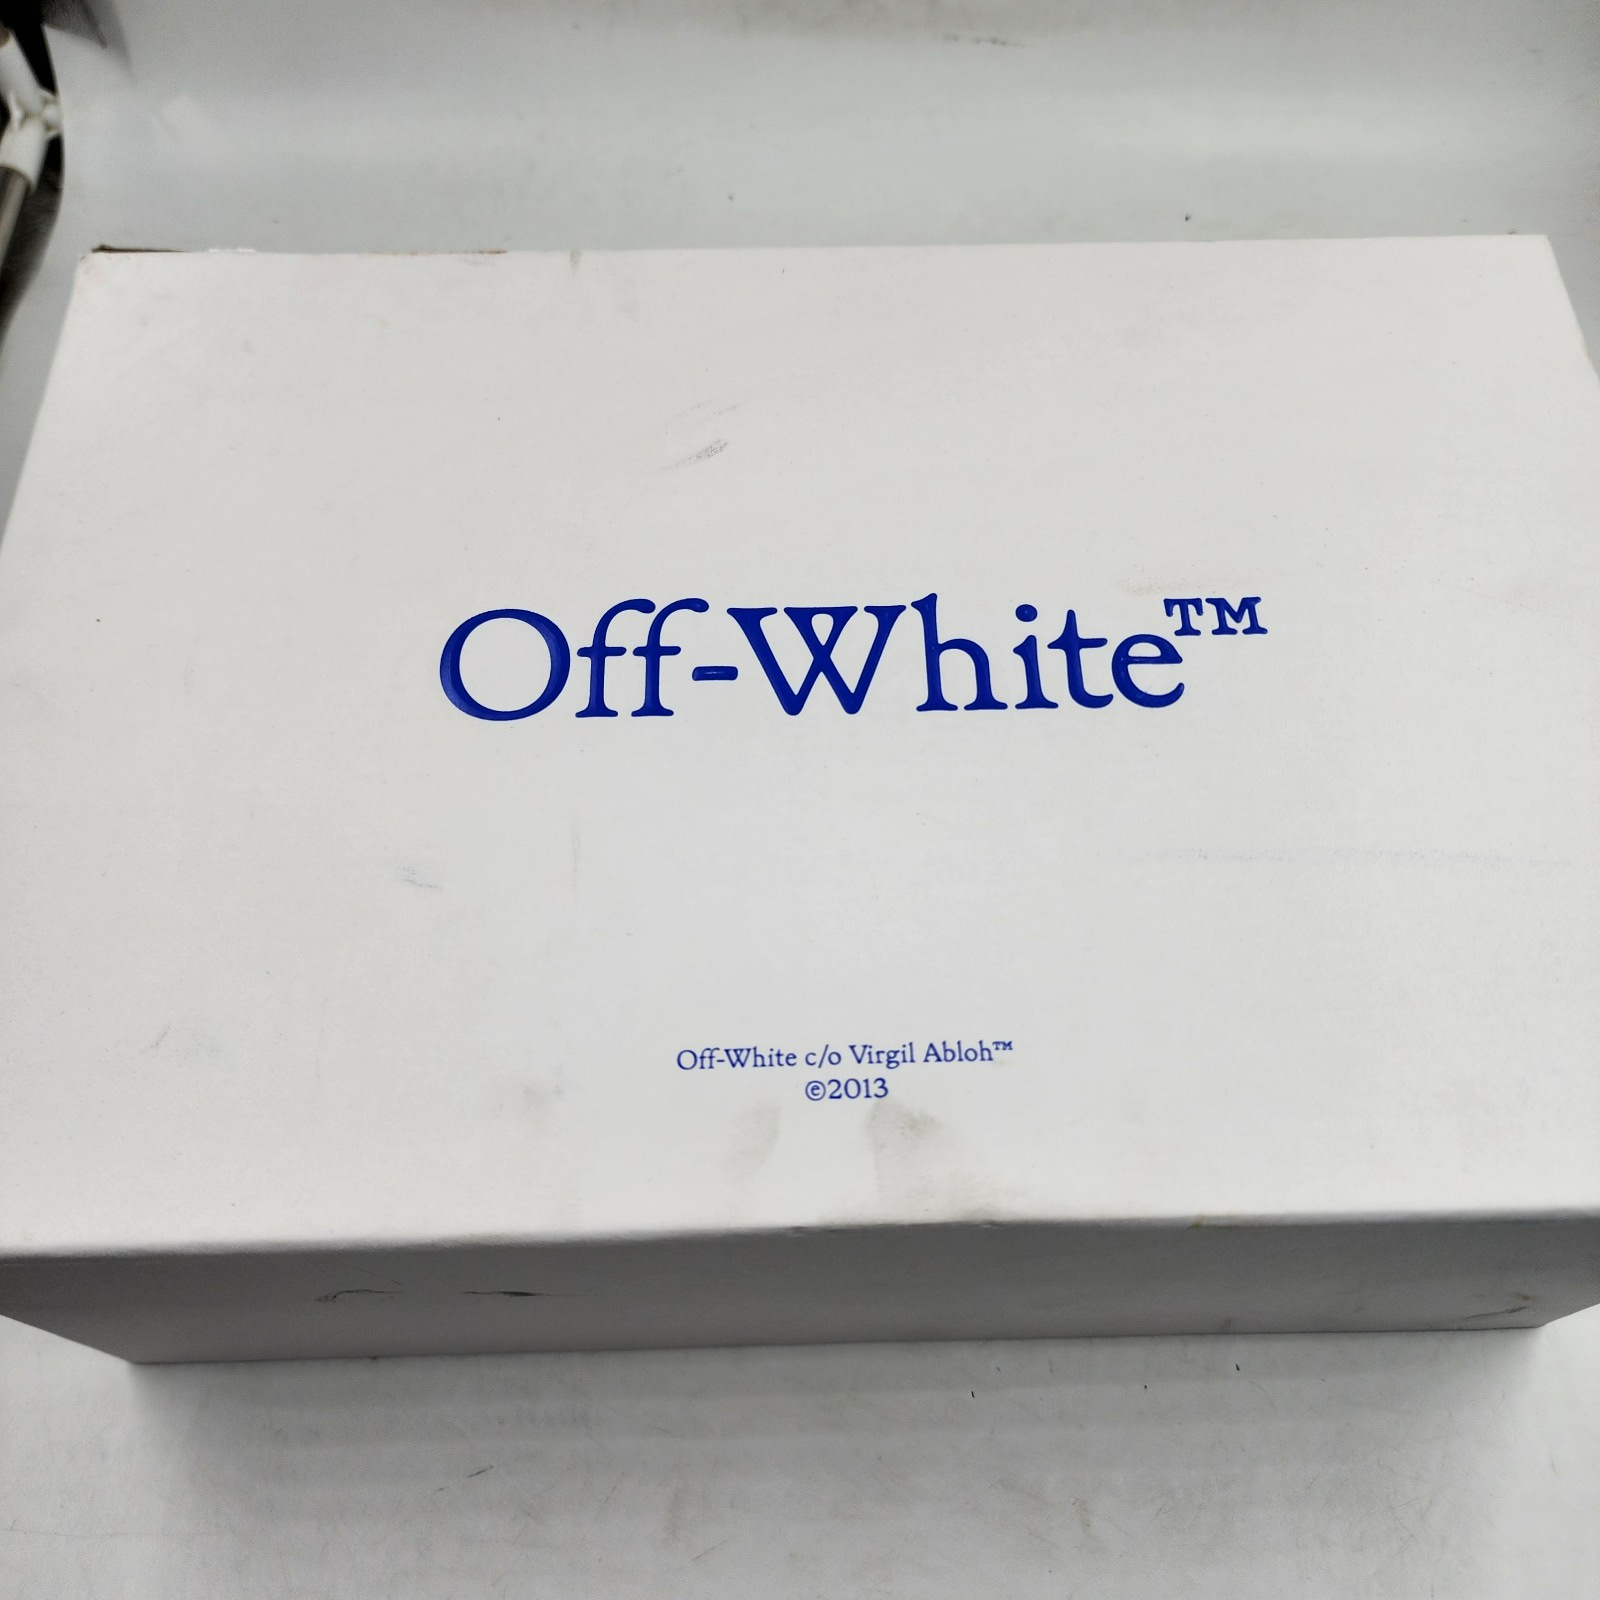 Off-White™
Off-White c/o Virgil Abloh™
©2013